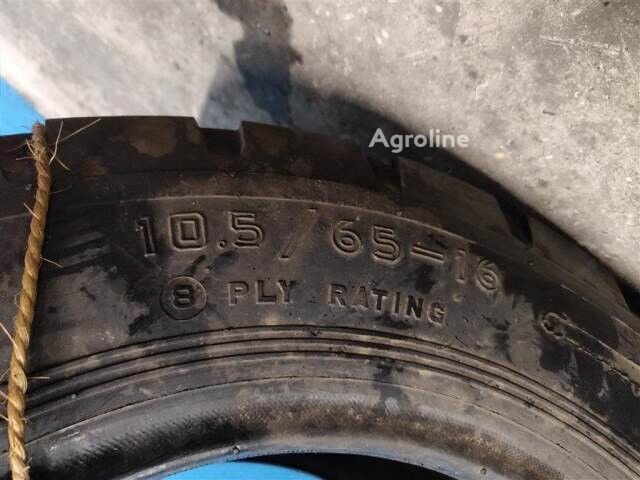 Agroline
10.5/65-16
8 PLY RATING